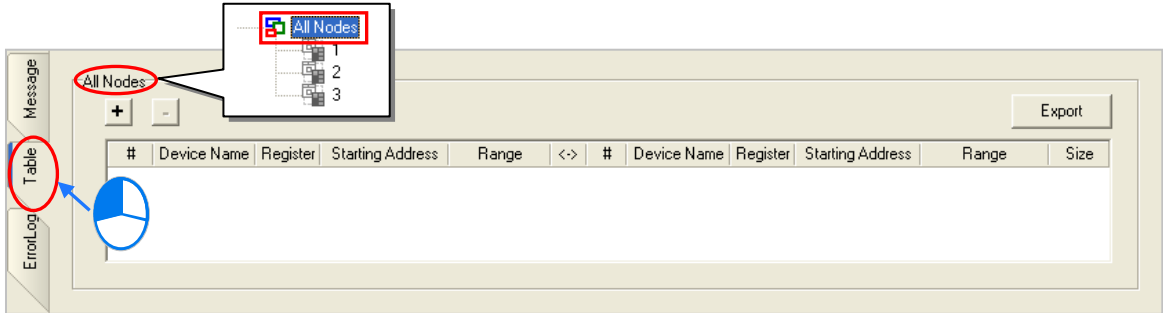 All Nodes
1
2
3
Message
Table
ErrorLog
All Nodes
+
-
Export
# Device Name Register Starting Address Range <-> # Device Name Register Starting Address Range Size